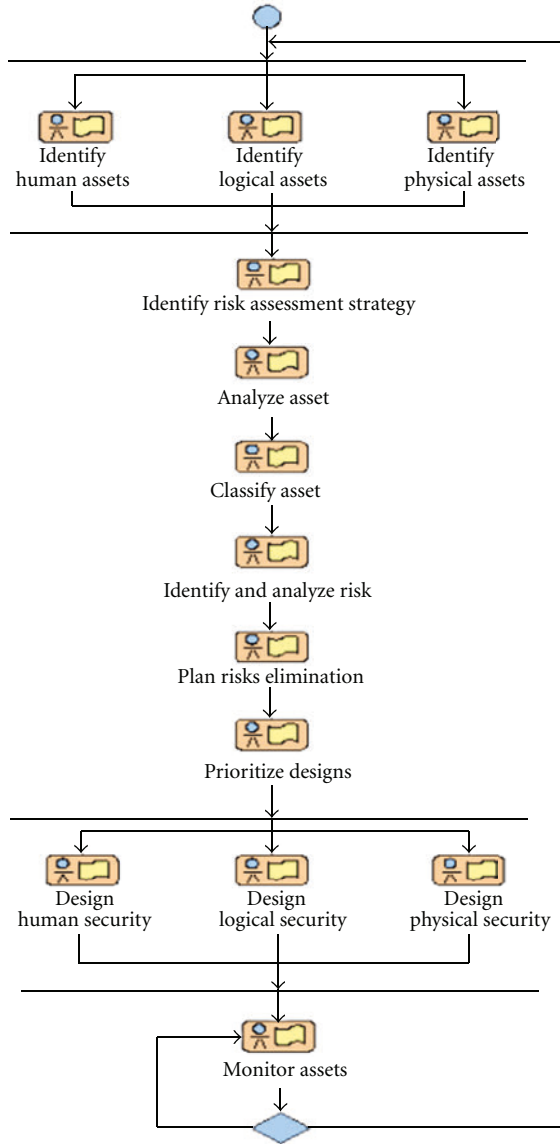 Identify
human assets
Identify
logical assets
Identify
physical assets
Identify risk assessment strategy
Analyze asset
Classify asset
Identify and analyze risk
Plan risks elimination
Prioritize designs
Design
human security
Design
logical security
Design
physical security
Monitor assets